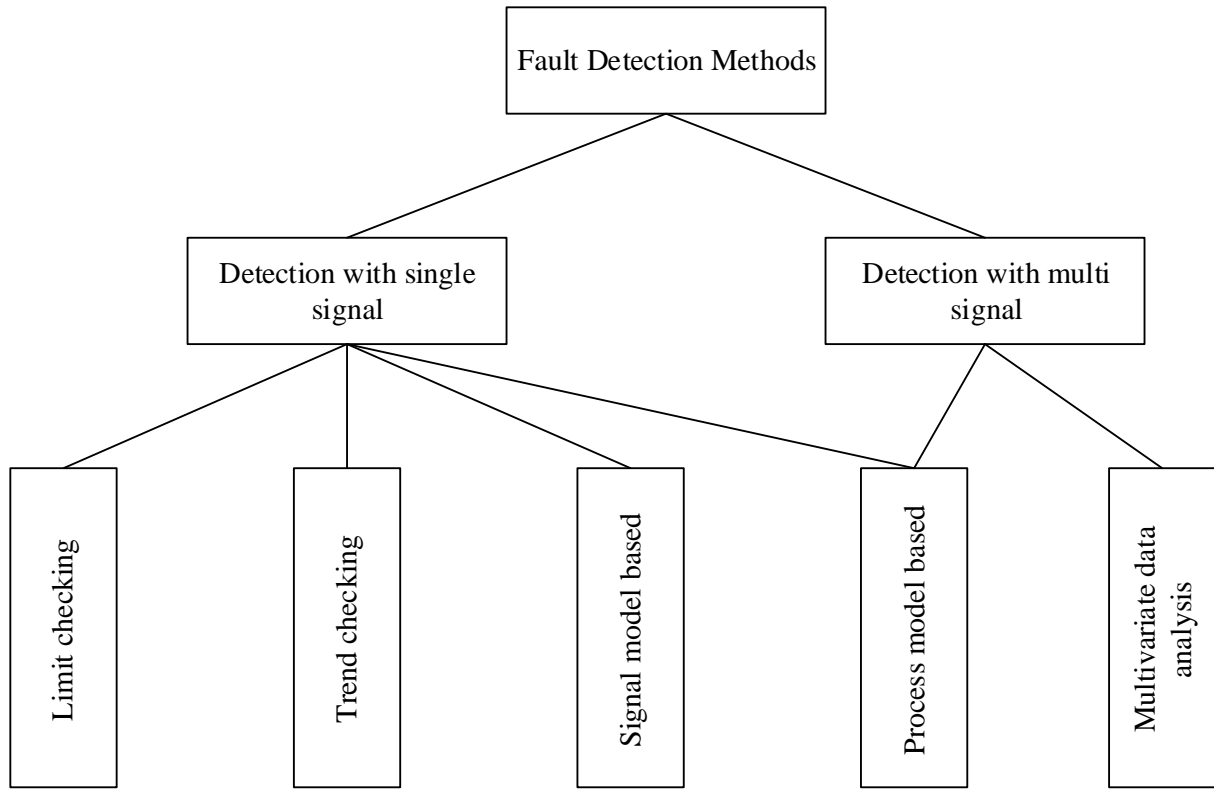 Fault Detection Methods
Detection with single
signal
Detection with multi
signal
Limit checking
Trend checking
Signal model based
Process model based
Multivariate data
analysis